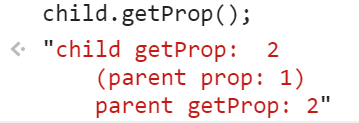 child.getProp();
"child getProp:  2
(parent prop: 1)
parent getProp: 2"